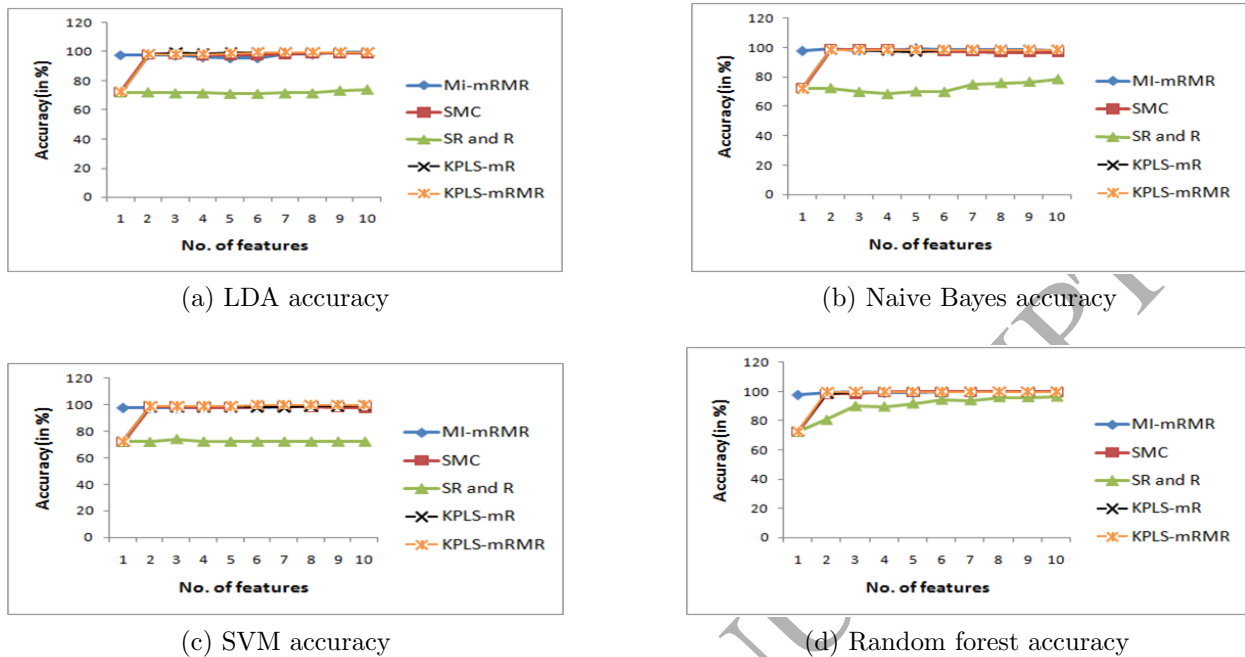 120
100
80
60
40
20
0
Accuracy(in %)
1 2 3 4 5 6 7 8 9 10
No. of features
MI-mRMR
SMC
SR and R
KPLS-mR
KPLS-mRMR
(a) LDA accuracy
120
100
80
60
40
20
0
Accuracy(in %)
1 2 3 4 5 6 7 8 9 10
No. of features
MI-mRMR
SMC
SR and R
KPLS-mR
KPLS-mRMR
(b) Naive Bayes accuracy
120
100
80
60
40
20
0
Accuracy(in %)
1 2 3 4 5 6 7 8 9 10
No. of features
MI-mRMR
SMC
SR and R
KPLS-mR
KPLS-mRMR
(c) SVM accuracy
120
100
80
60
40
20
0
Accuracy(in %)
1 2 3 4 5 6 7 8 9 10
No. of features
MI-mRMR
SMC
SR and R
KPLS-mR
KPLS-mRMR
(d) Random forest accuracy